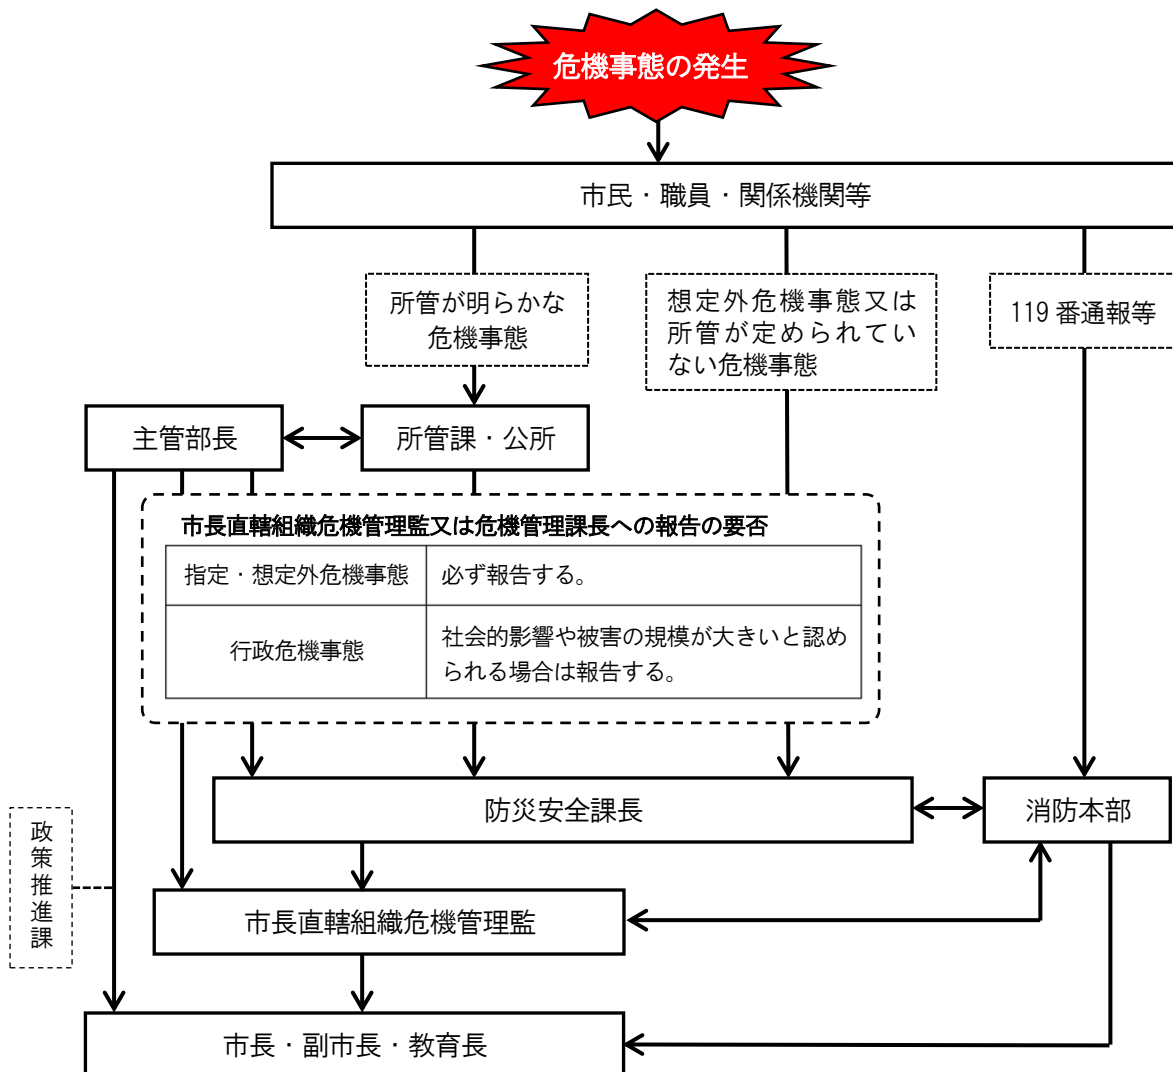 危機事態の発生
市民・職員・関係機関等
所管が明らかな
危機事態
想定外危機事態又は
所管が定められてい
ない危機事態
119 番通報等
主管部長
所管課・公所
市長直轄組織危機管理監又は危機管理課長への報告の要否
指定・想定外危機事態
必ず報告する。
行政危機事態
社会的影響や被害の規模が大きいと認め
られる場合は報告する。
防災安全課長
消防本部
政策推進課
市長直轄組織危機管理監
市長・副市長・教育長